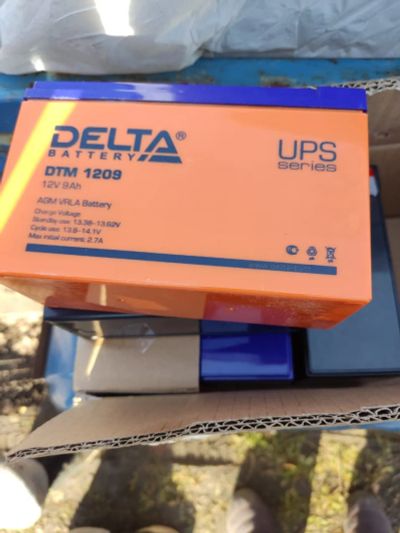 DELTA®
BATTERY
DTM 1209
12V 9Ah
AGM VRLA Battery
Charge Voltage
Standby use: 13.38-13.62V
Cycle use: 13.8-14.1V
Max initial current: 2.7A
UPS
series